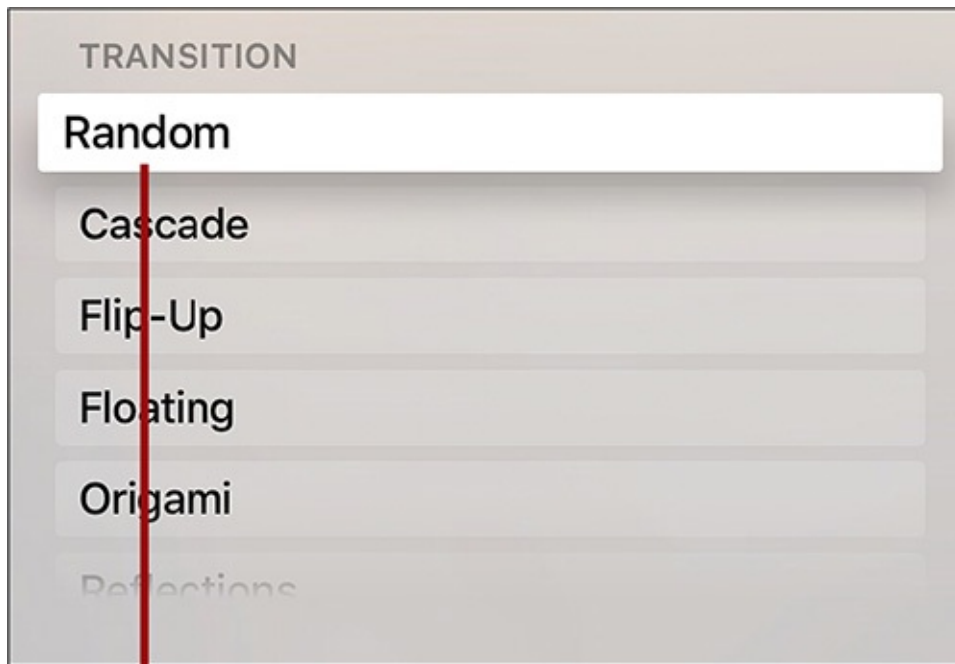 TRANSITION
Random
Cascade
Flip-Up
Floating
Origami
Reflections